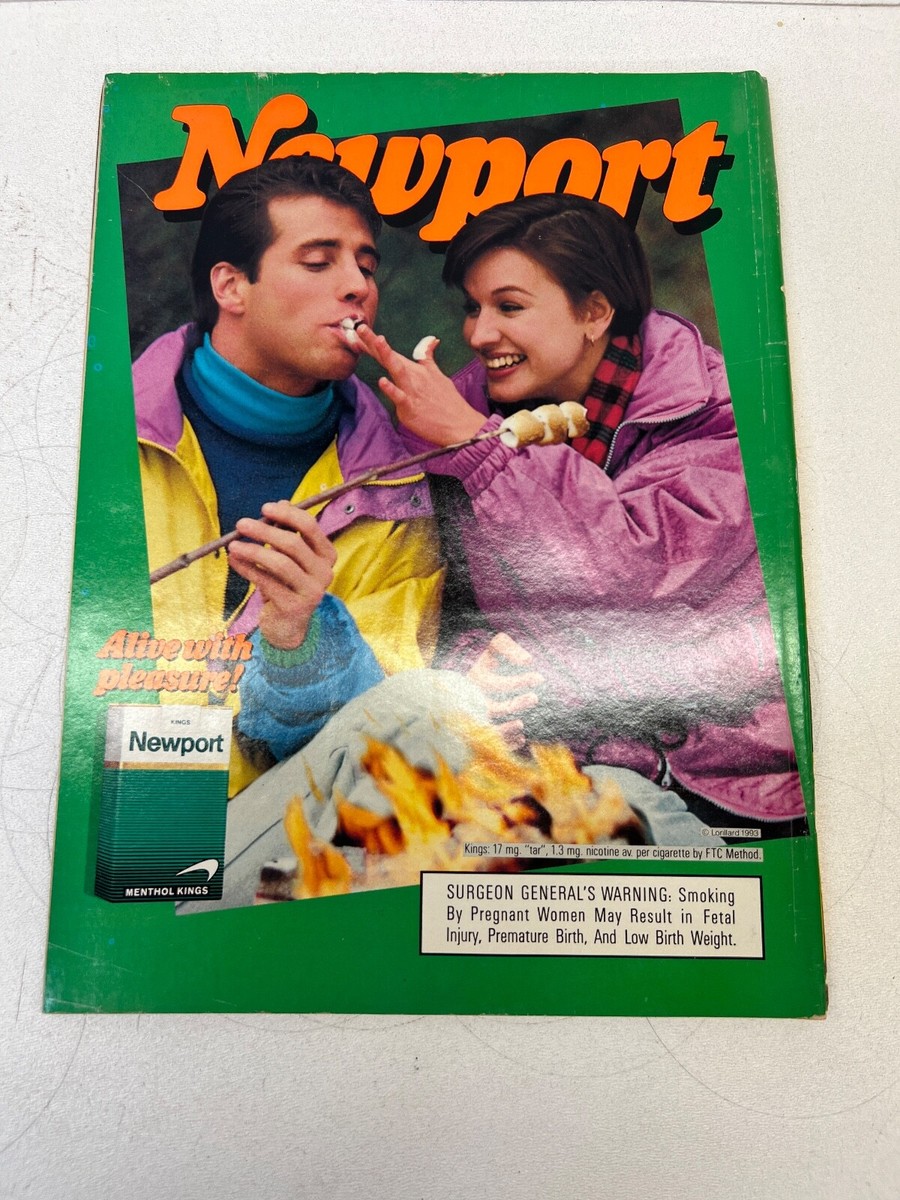 Newport
Alive with
pleasure!
KINGS
Newport
MENTHOL KINGS
© Lorillard 1993
Kings: 17 mg. "tar", 1.3 mg. nicotine av. per cigarette by FTC Method.
SURGEON GENERAL'S WARNING: Smoking
By Pregnant Women May Result in Fetal
Injury, Premature Birth, And Low Birth Weight.